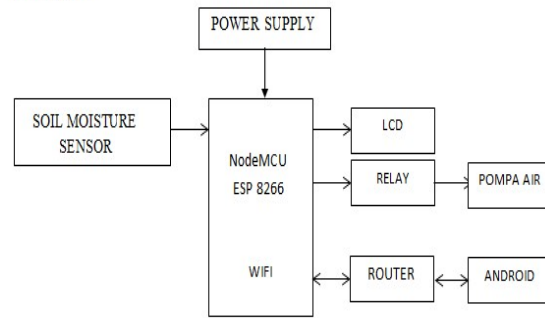 POWER SUPPLY
SOIL MOISTURE
SENSOR
NodeMCU
ESP 8266
WIFI
LCD
RELAY
POMPA AIR
ROUTER
ANDROID